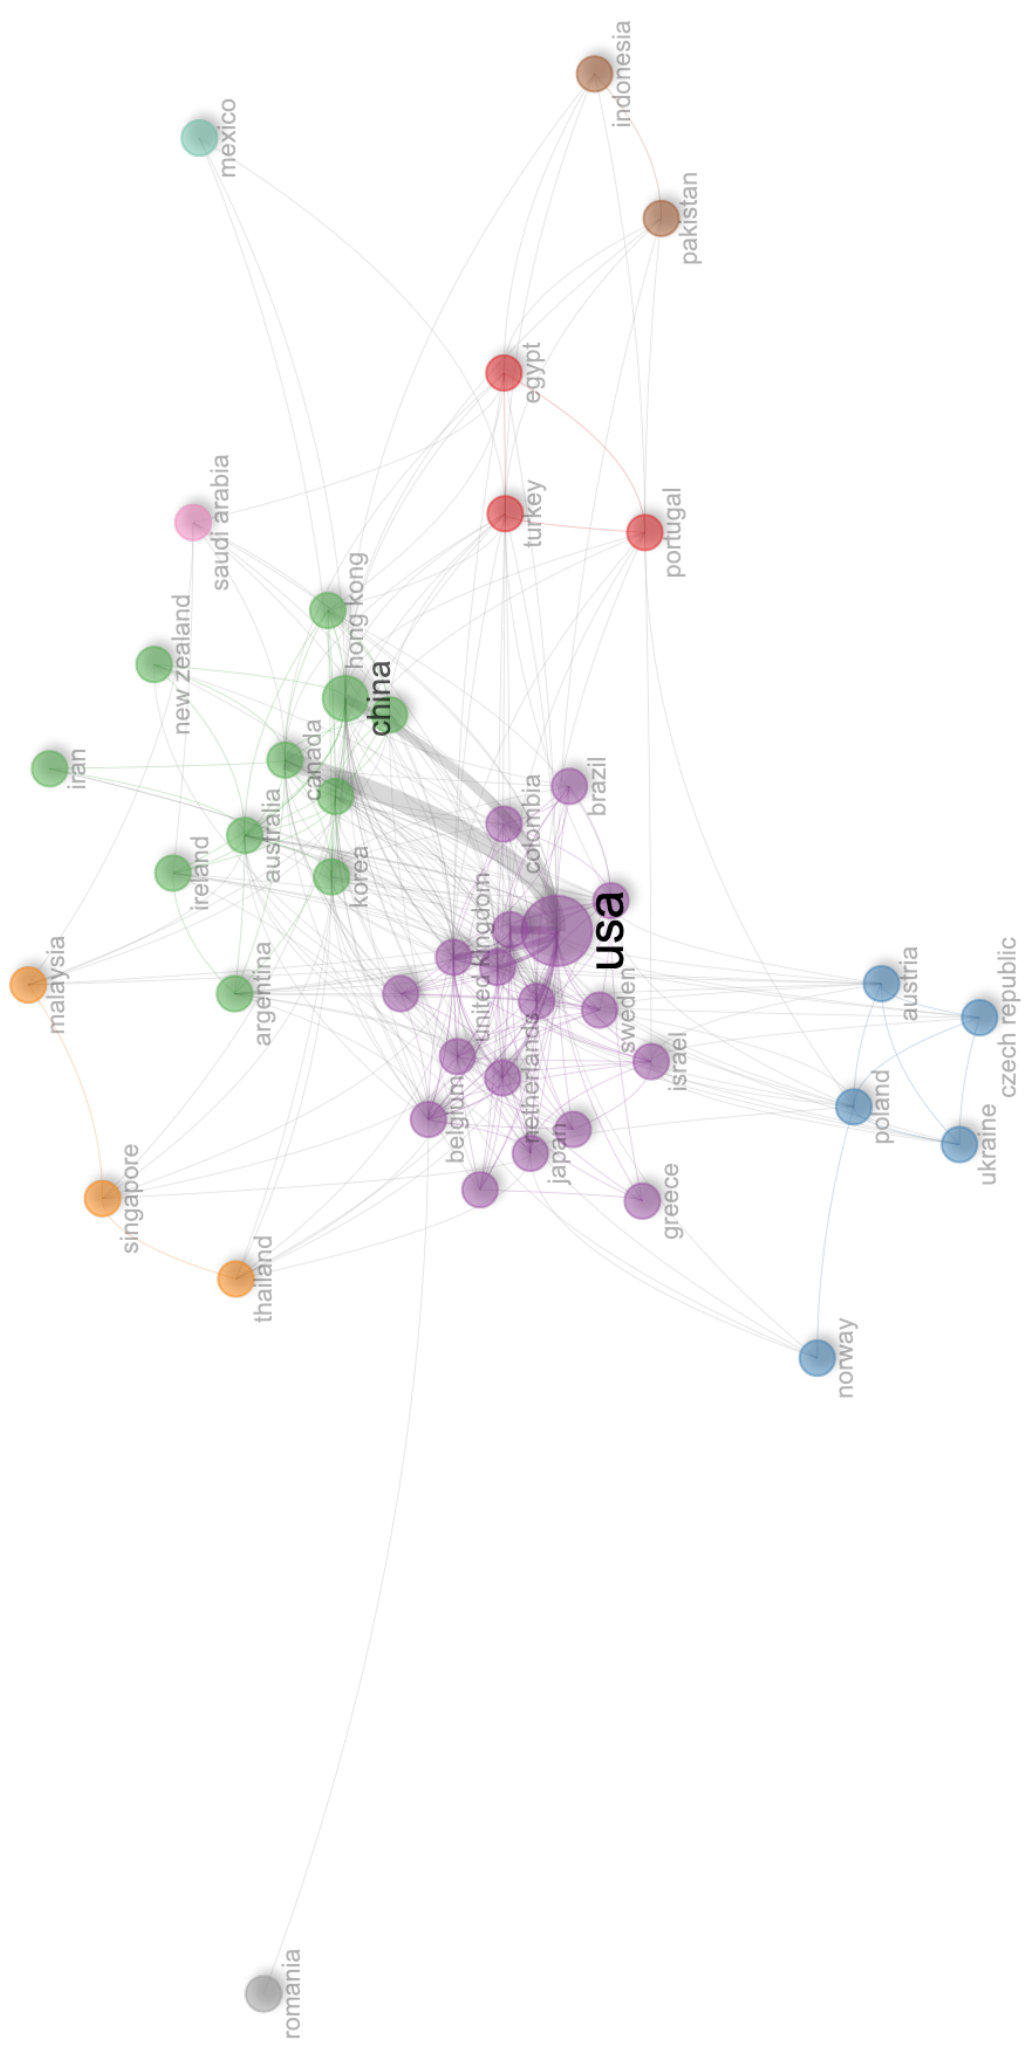 indonesia
mexico
pakistan
egypt
saudi arabia
turkey
portugal
hong kong
new zealand
china
iran
canada
brazil
colombia
australia
ireland
korea
usa
united kingdom
malaysia
argentina
sweden
austria
czech republic
israel
netherlands
poland
belgium
ukraine
japan
singapore
greece
thailand
norway
romania